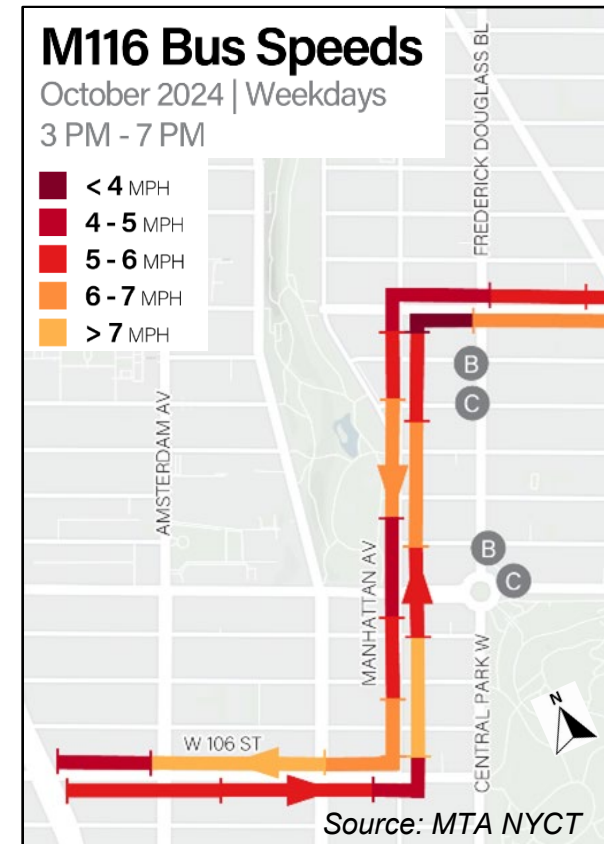 M116 Bus Speeds
October 2024 | Weekdays
3 PM - 7 PM
< 4 MPH
4 - 5 MPH
5 - 6 MPH
6 - 7 MPH
> 7 MPH
FREDERICK DOUGLASS BL
B
C
AMSTERDAM AV
B
C
MANHATTAN AV
CENTRAL PARK W
N
W 106 ST
Source: MTA NYCT